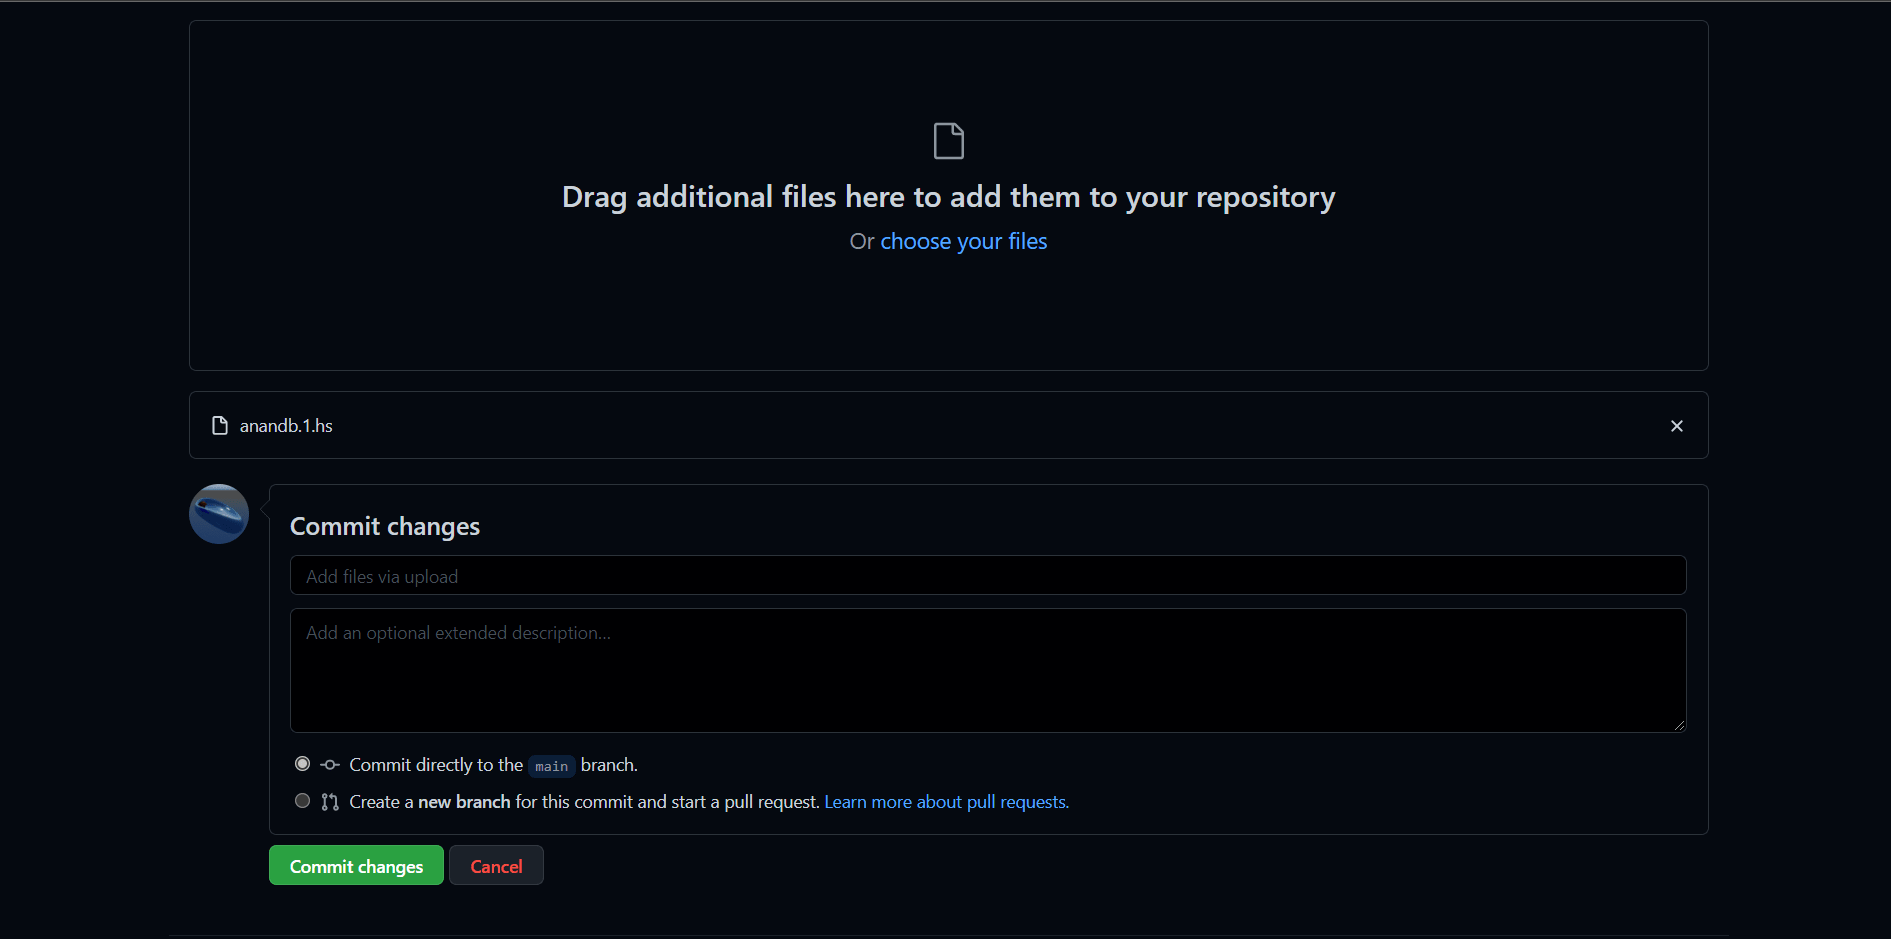 Drag additional files here to add them to your repository
Or choose your files
anandb.1.hs
Commit changes
Add files via upload
Add an optional extended description...
Commit directly to the main branch.
Create a new branch for this commit and start a pull request. Learn more about pull requests.
Commit changes Cancel